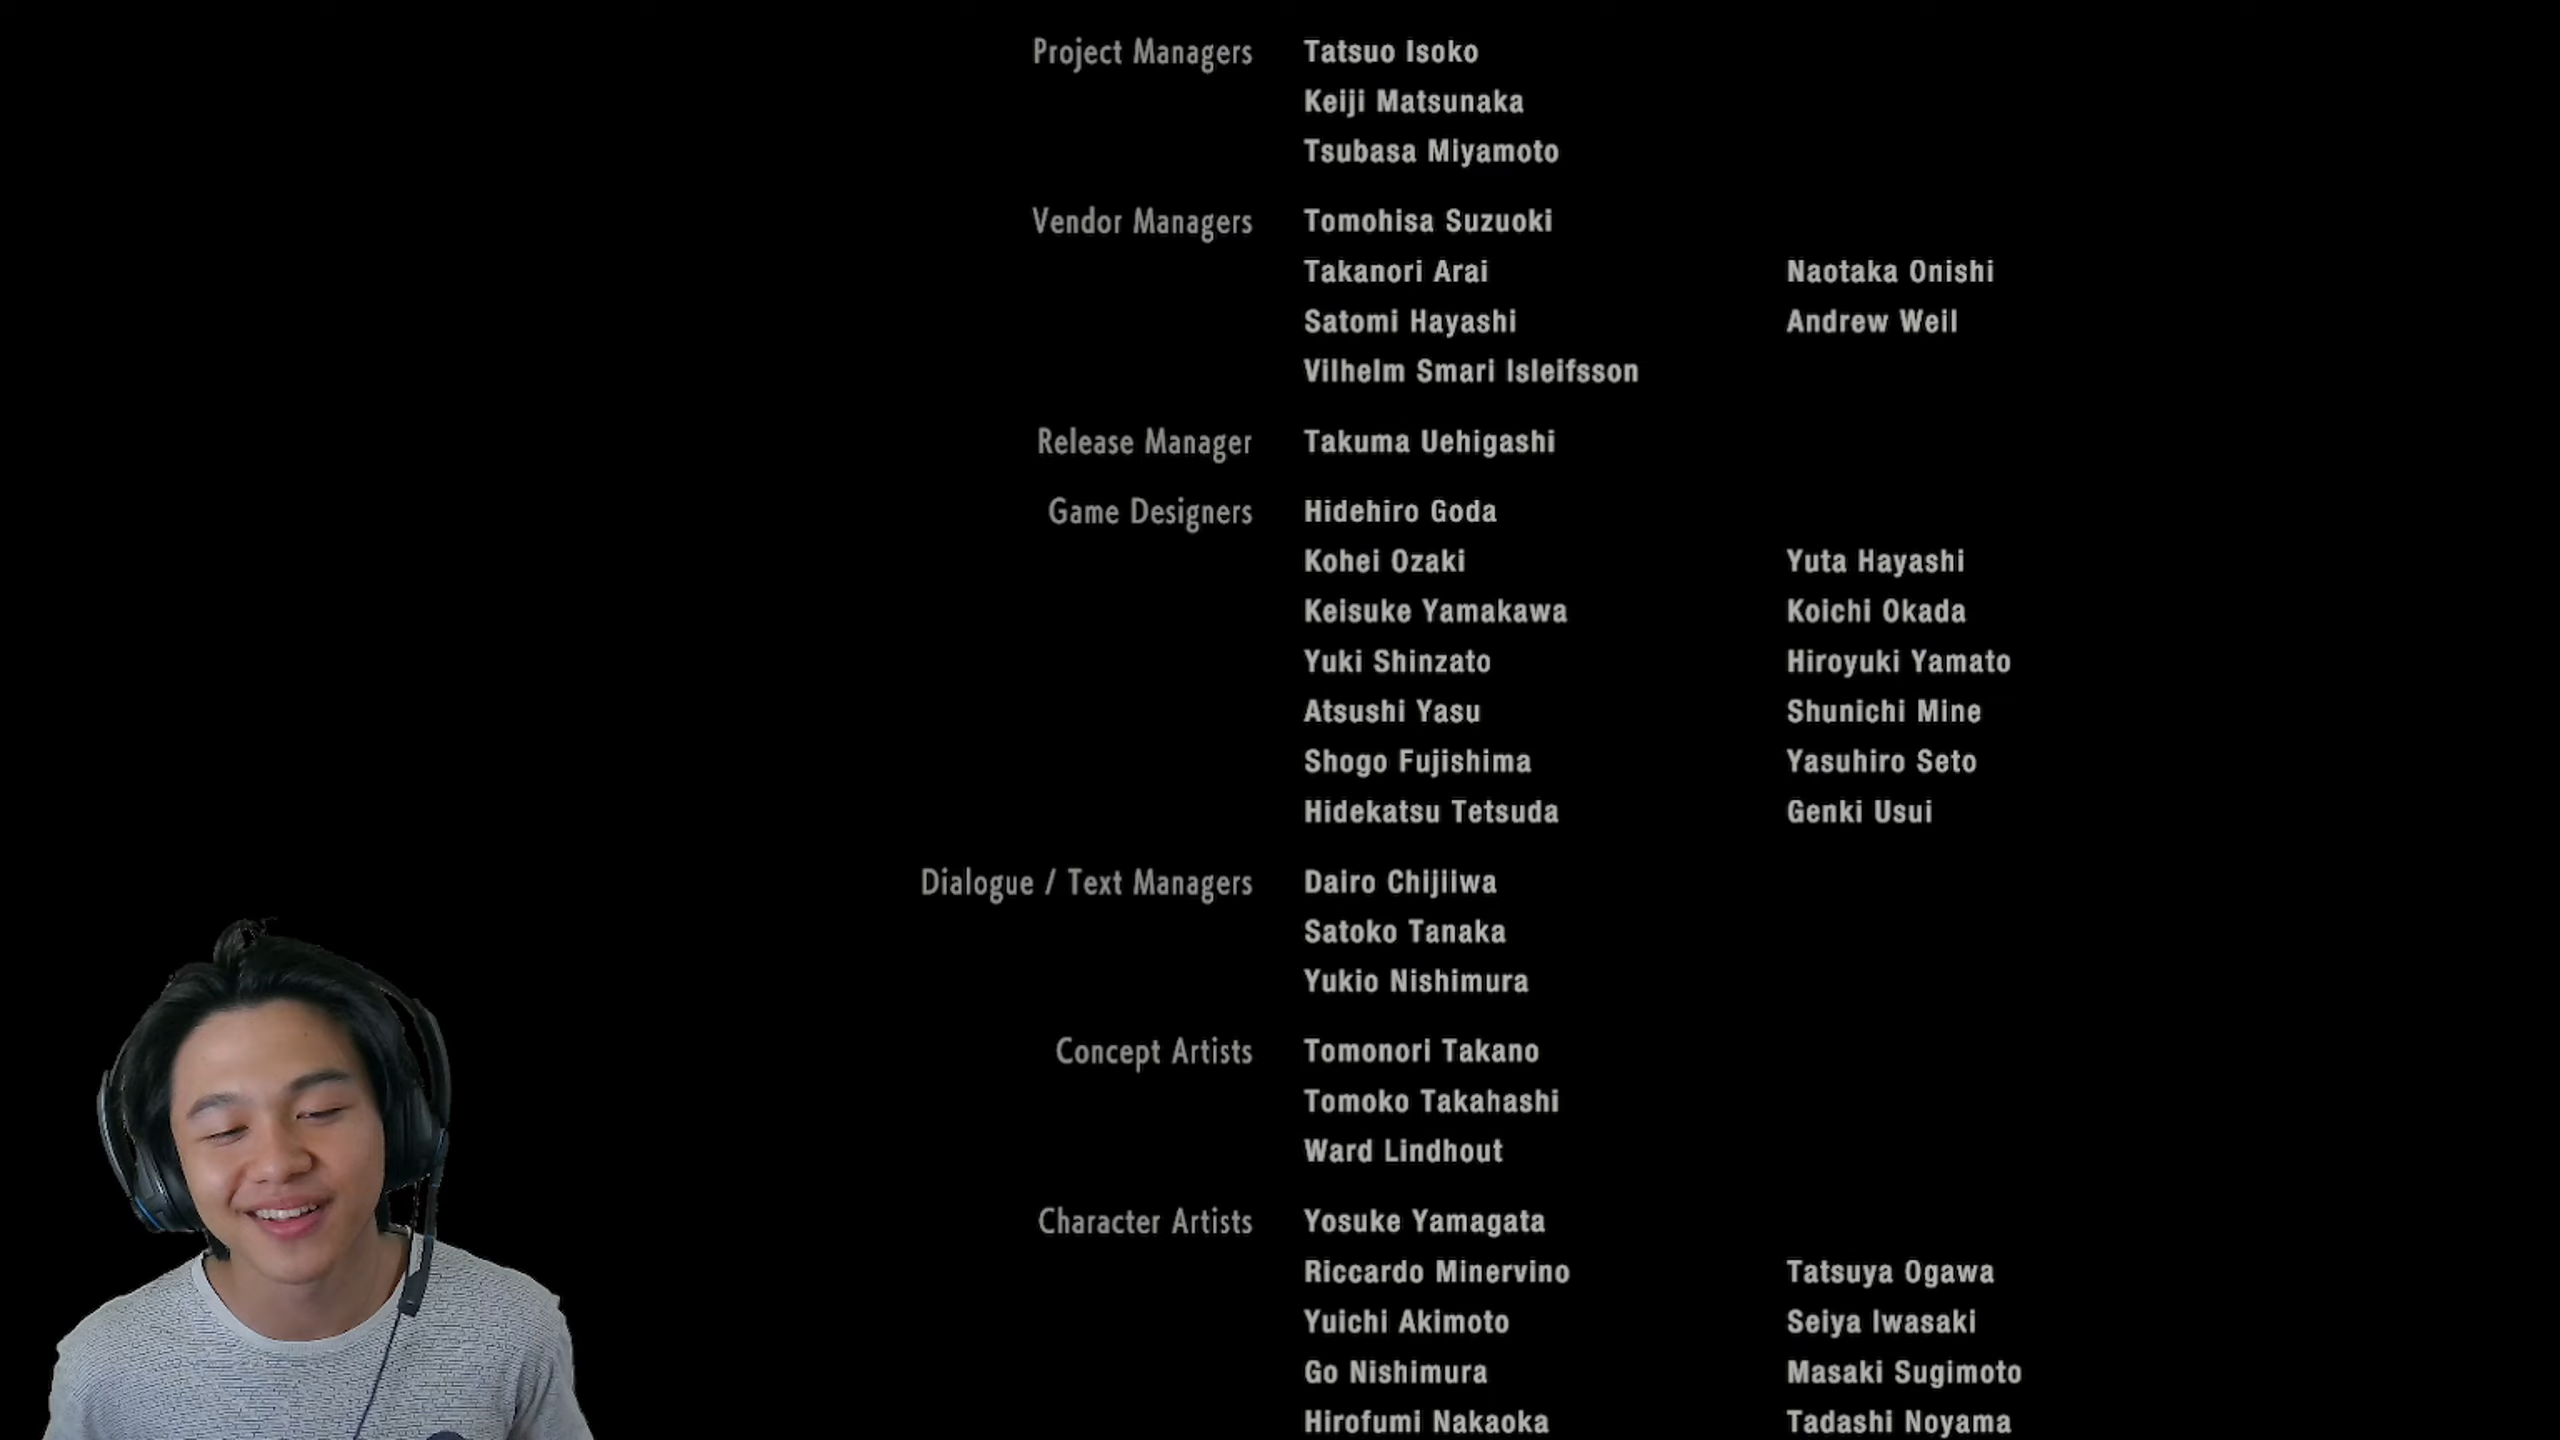 Project Managers Tatsuo Isoko
Keiji Matsunaka
Tsubasa Miyamoto
Vendor Managers Tomohisa Suzuoki
Takanori Arai Naotaka Onishi
Satomi Hayashi Andrew Weil
Vilhelm Smari Isleifsson
Release Manager Takuma Uehigashi
Game Designers Hidehiro Goda
Kohei Ozaki Yuta Hayashi
Keisuke Yamakawa Koichi Okada
Yuki Shinzato Hiroyuki Yamato
Atsushi Yasu Shunichi Mine
Shogo Fujishima Yasuhiro Seto
Hidekatsu Tetsuda Genki Usui
Dialogue / Text Managers Dairo Chijiiwa
Satoko Tanaka
Yukio Nishimura
Concept Artists Tomonori Takano
Tomoko Takahashi
Ward Lindhout
Character Artists Yosuke Yamagata
Riccardo Minervino Tatsuya Ogawa
Yuichi Akimoto Seiya Iwasaki
Go Nishimura Masaki Sugimoto
Hirofumi Nakaoka Tadashi Noyama